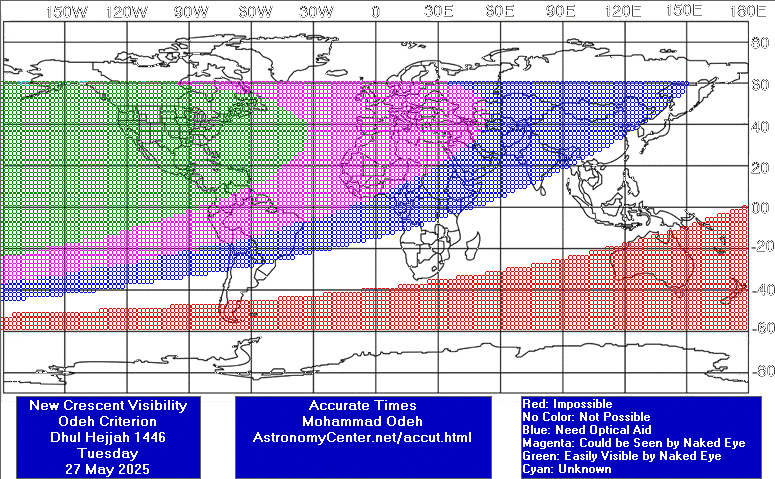 150W 120W 90W 60W 30W 0 30E 60E 90E 120E 150E 180E
80
60
40
20
00
-20
-40
-60
-80
New Crescent Visibility
Odeh Criterion
Dhul Hejjah 1446
Tuesday
27 May 2025
Accurate Times
Mohammad Odeh
AstronomyCenter.net/accut.html
Red: Impossible
No Color: Not Possible
Blue: Need Optical Aid
Magenta: Could be Seen by Naked Eye
Green: Easily Visible by Naked Eye
Cyan: Unknown